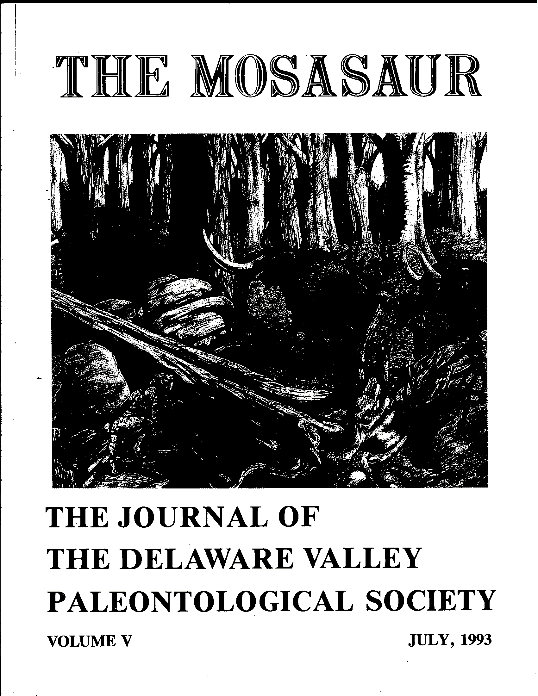 THE MOSASAUR
THE JOURNAL OF
THE DELAWARE VALLEY
PALEONTOLOGICAL SOCIETY
VOLUME V JULY, 1993